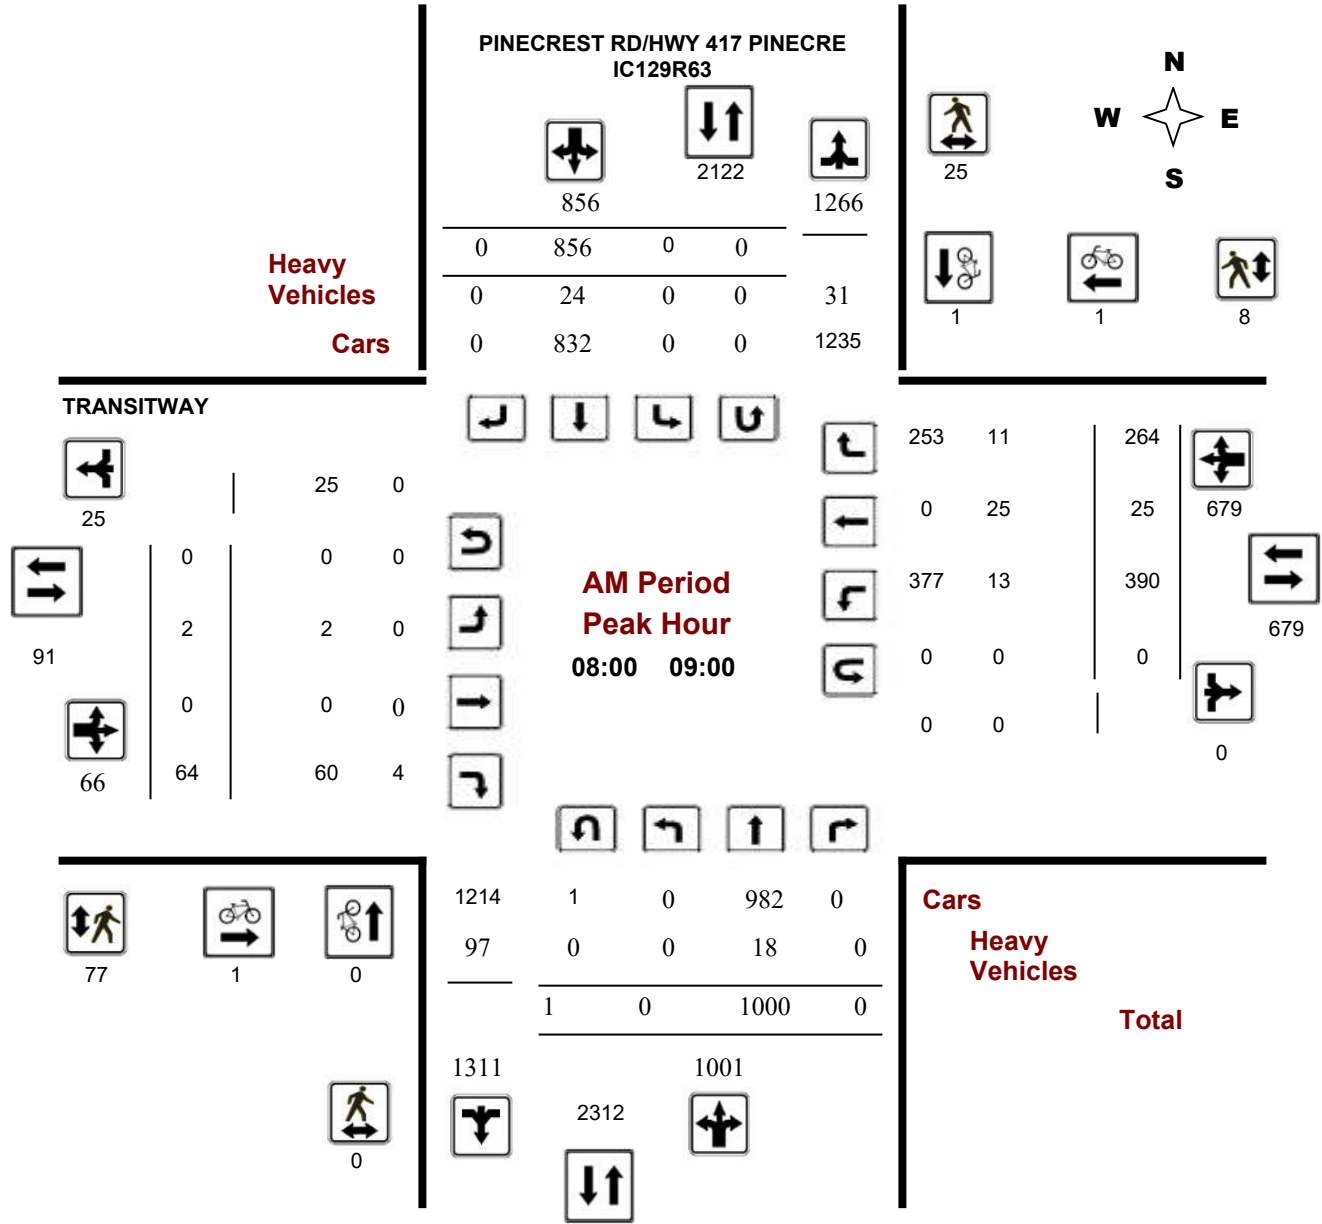 PINECREST RD/HWY 417 PINECRE
IC129R63
N
W E
S
2122
25
856 1266
0 856 0 0
Heavy
Vehicles
0 24 0 0 31
1 1 8
Cars
0 832 0 0 1235
TRANSITWAY
253 11 264
25 0
25
0 25 25 679
0 0 0
AM Period
377 13 390
Peak Hour
2 2 0
679
91
08:00 09:00
0 0 0
0 0 0
0 0
0
66 64 60 4
1214 1 0 982 0
Cars
97 0 0 18 0
Heavy
Vehicles
77 1 0
1 0 1000 0
Total
1311 1001
2312
0